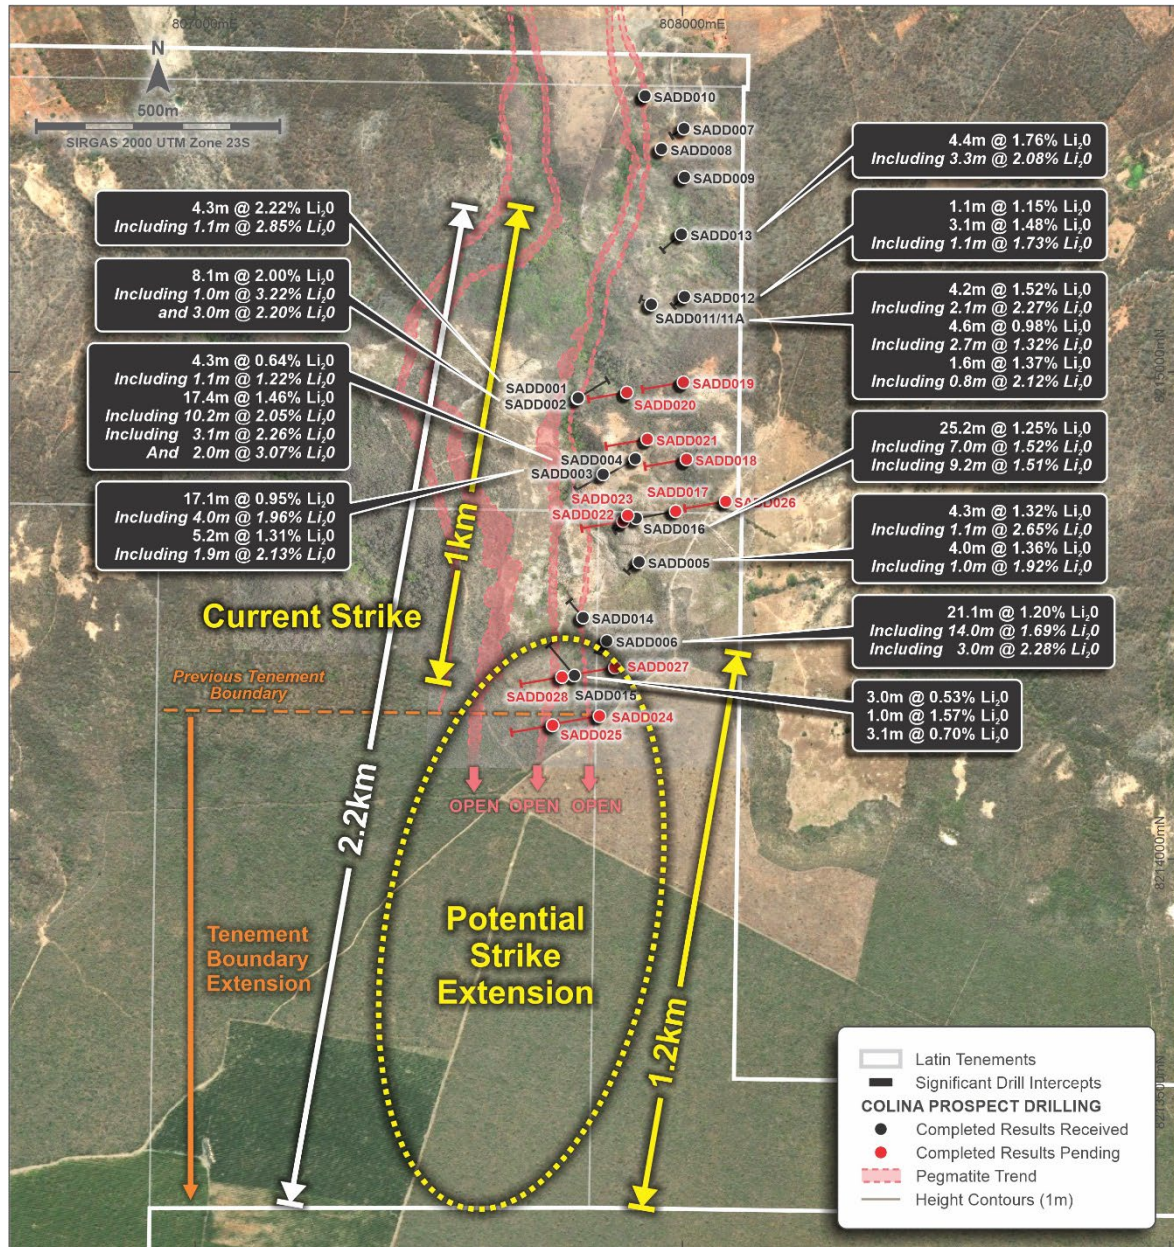 807000mE
808000mE
N
500m
SIRGAS 2000 UTM Zone 23S
SADD010
SADD007
SADD008
SADD009
SADD013
SADD012
SADD011/11A
4.4m @ 1.76% Li₂0
Including 3.3m @ 2.08% Li₂0
1.1m @ 1.15% Li₂0
3.1m @ 1.48% Li₂0
Including 1.1m @ 1.73% Li₂0
4.2m @ 1.52% Li₂0
Including 2.1m @ 2.27% Li₂0
4.6m @ 0.98% Li₂0
Including 2.7m @ 1.32% Li₂0
1.6m @ 1.37% Li₂0
Including 0.8m @ 2.12% Li₂0
25.2m @ 1.25% Li₂0
Including 7.0m @ 1.52% Li₂0
Including 9.2m @ 1.51% Li₂0
4.3m @ 1.32% Li₂0
Including 1.1m @ 2.65% Li₂0
4.0m @ 1.36% Li₂0
Including 1.0m @ 1.92% Li₂0
21.1m @ 1.20% Li₂0
Including 14.0m @ 1.69% Li₂0
Including 3.0m @ 2.28% Li₂0
3.0m @ 0.53% Li₂0
1.0m @ 1.57% Li₂0
3.1m @ 0.70% Li₂0
4.3m @ 2.22% Li₂0
Including 1.1m @ 2.85% Li₂0
8.1m @ 2.00% Li₂0
Including 1.0m @ 3.22% Li₂0
and 3.0m @ 2.20% Li₂0
4.3m @ 0.64% Li₂0
Including 1.1m @ 1.22% Li₂0
17.4m @ 1.46% Li₂0
Including 10.2m @ 2.05% Li₂0
Including 3.1m @ 2.26% Li₂0
And 2.0m @ 3.07% Li₂0
17.1m @ 0.95% Li₂0
Including 4.0m @ 1.96% Li₂0
5.2m @ 1.31% Li₂0
Including 1.9m @ 2.13% Li₂0
SADD001
SADD002
SADD019
SADD020
SADD021
SADD004
SADD003
SADD018
SADD023
SADD017
SADD022
SADD026
SADD016
SADD005
SADD014
SADD006
SADD027
SADD028
SADD015
SADD024
SADD025
1km
2.2km
1.2km
Current Strike
Previous Tenement
Boundary
OPEN OPEN OPEN
Tenement
Boundary
Extension
Potential
Strike
Extension
8214000mN
Latin Tenements
Significant Drill Intercepts
COLINA PROSPECT DRILLING
Completed Results Received
Completed Results Pending
Pegmatite Trend
Height Contours (1m)